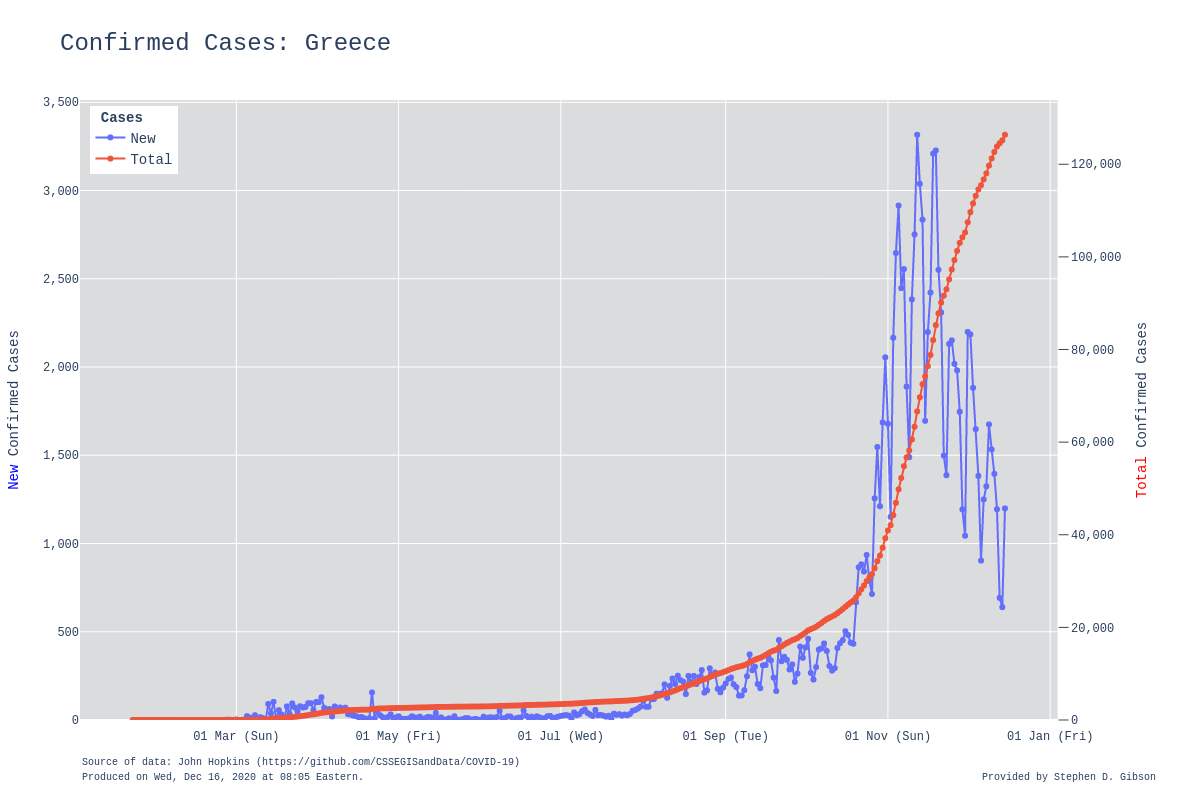 Confirmed Cases: Greece
Cases
New
Total
3,500
3,000
2,500
2,000
1,500
1,000
500
0
New Confirmed Cases
120,000
100,000
80,000
60,000
40,000
20,000
0
Total Confirmed Cases
01 Mar (Sun) 01 May (Fri) 01 Jul (Wed) 01 Sep (Tue) 01 Nov (Sun) 01 Jan (Fri)
Source of data: John Hopkins (https://github.com/CSSEGISandData/COVID-19)
Produced on Wed, Dec 16, 2020 at 08:05 Eastern.
Provided by Stephen D. Gibson